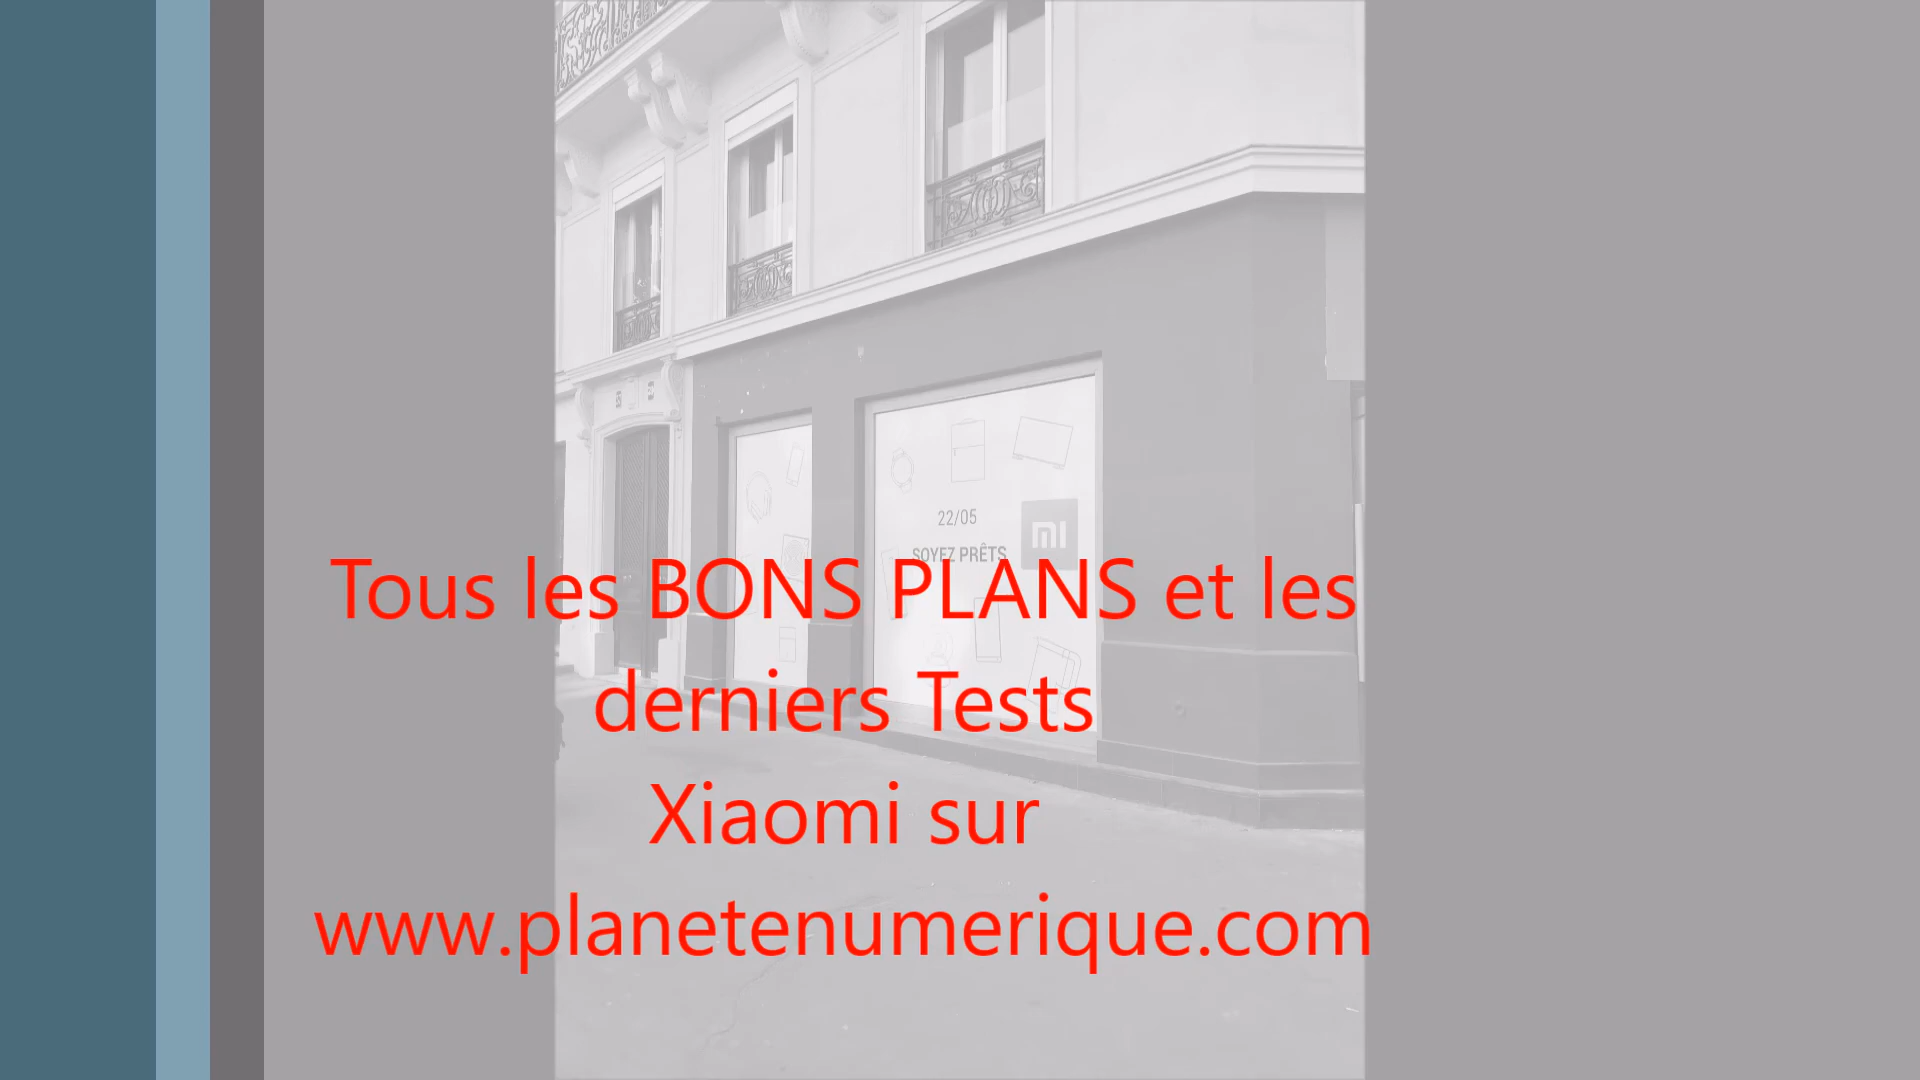 22/05
SOYEZ PRÊTS
mi
Tous les BONS PLANS et les
derniers Tests
Xiaomi sur
www.planetenumerique.com